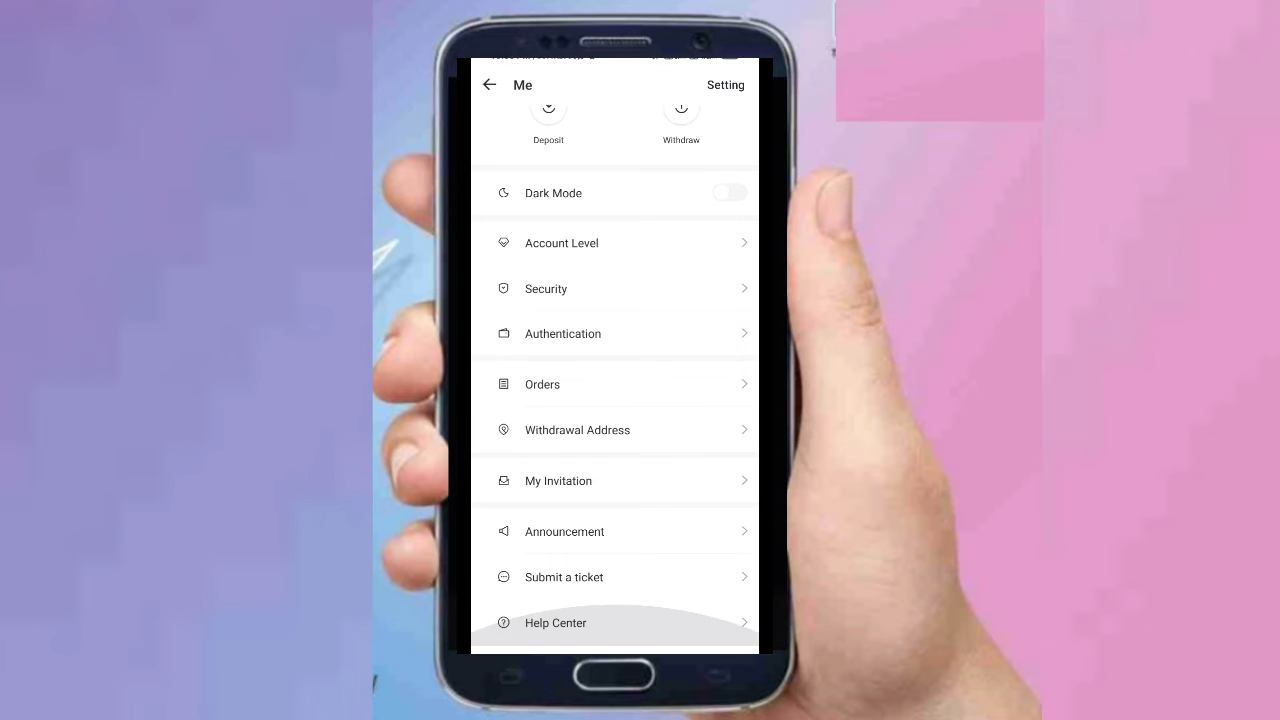 Me
Setting
Deposit
Withdraw
Dark Mode
Account Level
Security
Authentication
Orders
Withdrawal Address
My Invitation
Announcement
Submit a ticket
Help Center